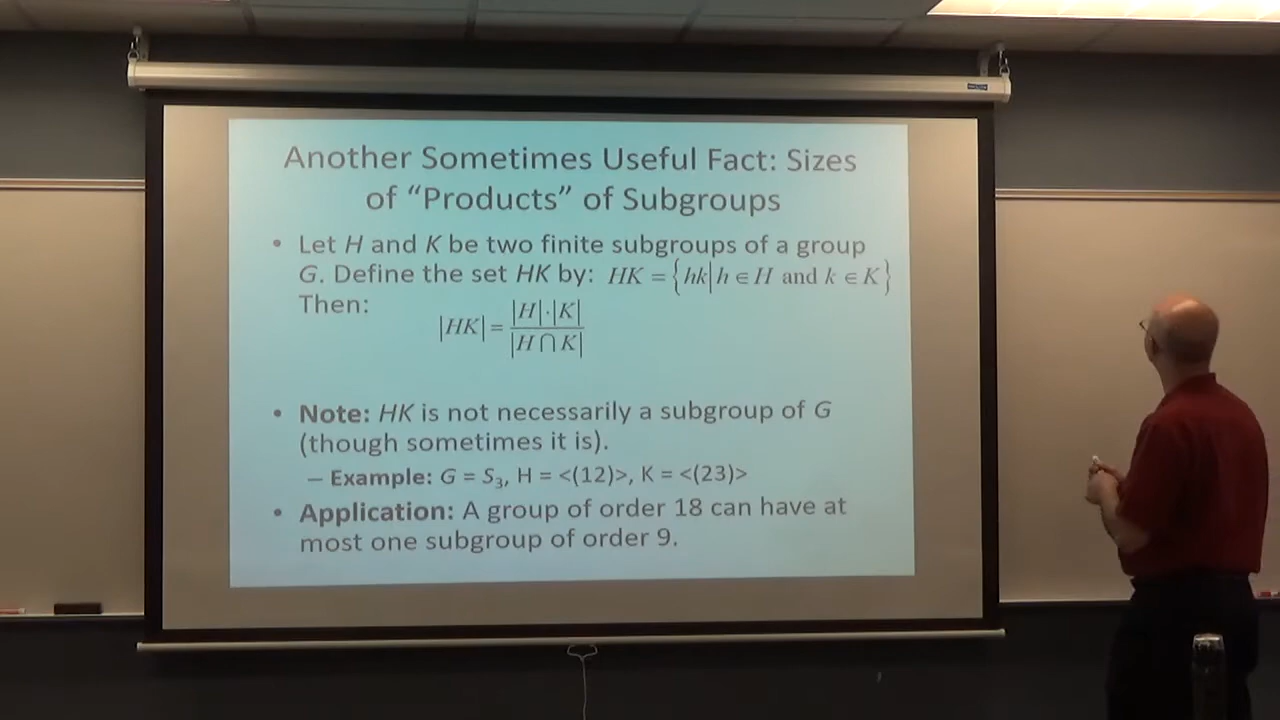 Another Sometimes Useful Fact: Sizes
of “Products” of Subgroups
• Let H and K be two finite subgroups of a group
G. Define the set HK by: HK = {hk|h ∈ H and k ∈ K}
Then:
|HK| = |H|·|K| / |H ∩ K|
• Note: HK is not necessarily a subgroup of G
(though sometimes it is).
– Example: G = S₃, H = <(12)>, K = <(23)>
• Application: A group of order 18 can have at
most one subgroup of order 9.